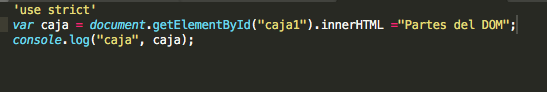 'use strict'
var caja = document.getElementById("caja1").innerHTML ="Partes del DOM";
console.log("caja", caja);